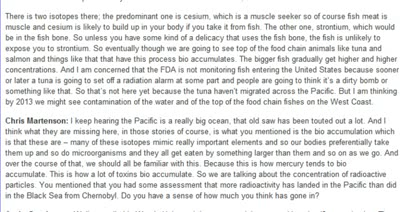 There is two isotopes there; the predominant one is cesium, which is a muscle seeker so of course fish meat is
muscle and cesium is likely to build up in your body if you take it from fish. The other one, strontium, which would
be in the fish bone. So unless you have some kind of a delicacy that uses the fish bone, the fish is unlikely to
expose you to strontium. So eventually though we are going to see top of the food chain animals like tuna and
salmon and things like that that have this process bio accumulates. The bigger fish gradually get higher and higher
concentrations. And I am concerned that the FDA is not monitoring fish entering the United States because sooner
or later a tuna is going to set off a radiation alarm at some part and people are going to think it's a dirty bomb or
something like that. So that's not here yet because the tuna haven't migrated across the Pacific. But I am thinking
by 2013 we might see contamination of the water and of the top of the food chain fishes on the West Coast.
Chris Martenson: I keep hearing the Pacific is a really big ocean, that old saw has been touted out a lot. And I
think what they are missing here, in those stories of course, is what you mentioned is the bio accumulation which
is that these are – many of these isotopes mimic really important elements and so our bodies preferentially take
them up and so do microorganisms and they all get eaten by something larger than them and so on as we go. And
over the course of that, we should all be familiar with this. Because this is how mercury tends to bio
accumulate. This is how a lot of toxins bio accumulate. So we are talking about the concentration of radioactive
particles. You mentioned that you had some assessment that more radioactivity has landed in the Pacific than did
in the Black Sea from Chernobyl. Do you have a sense of how much you think has gone in?